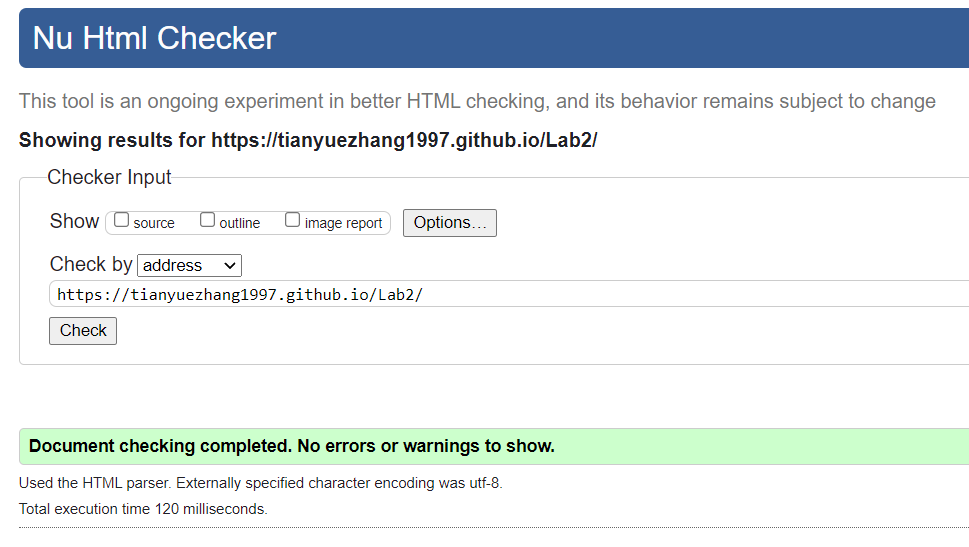 Nu Html Checker
This tool is an ongoing experiment in better HTML checking, and its behavior remains subject to change
Showing results for https://tianyuezhang1997.github.io/Lab2/
Checker Input
Show source outline image report Options...
Check by address
https://tianyuezhang1997.github.io/Lab2/
Check
Document checking completed. No errors or warnings to show.
Used the HTML parser. Externally specified character encoding was utf-8.
Total execution time 120 milliseconds.